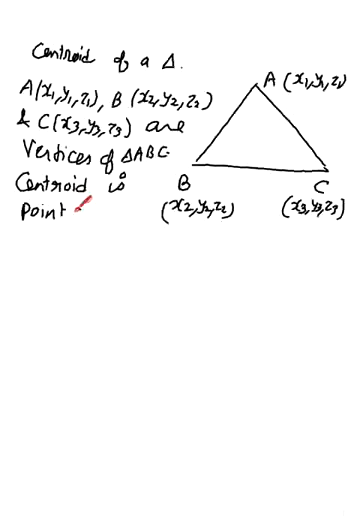 Centroid of a Δ.
A(x₁,y₁,z₁), B(x₂,y₂,z₂)
& C(x₃,y₃,z₃) are
Vertices of ΔABC
Centroid is
Point
A (x₁,y₁,z₁)
B
(x₂,y₂,z₂)
C
(x₃,y₃,z₃)